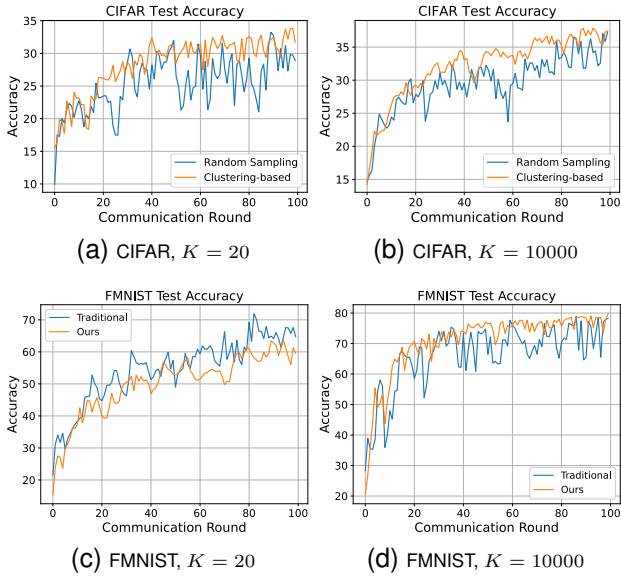 CIFAR Test Accuracy
35
30
25
20
15
10
Accuracy
Random Sampling
Clustering-based
0 20 40 60 80 100
Communication Round
(a) CIFAR, K = 20
CIFAR Test Accuracy
35
30
25
20
15
Accuracy
Random Sampling
Clustering-based
0 20 40 60 80 100
Communication Round
(b) CIFAR, K = 10000
FMNIST Test Accuracy
70
60
50
40
30
20
Accuracy
Traditional
Ours
0 20 40 60 80 100
Communication Round
(c) FMNIST, K = 20
FMNIST Test Accuracy
80
70
60
50
40
30
20
Accuracy
Traditional
Ours
0 20 40 60 80 100
Communication Round
(d) FMNIST, K = 10000